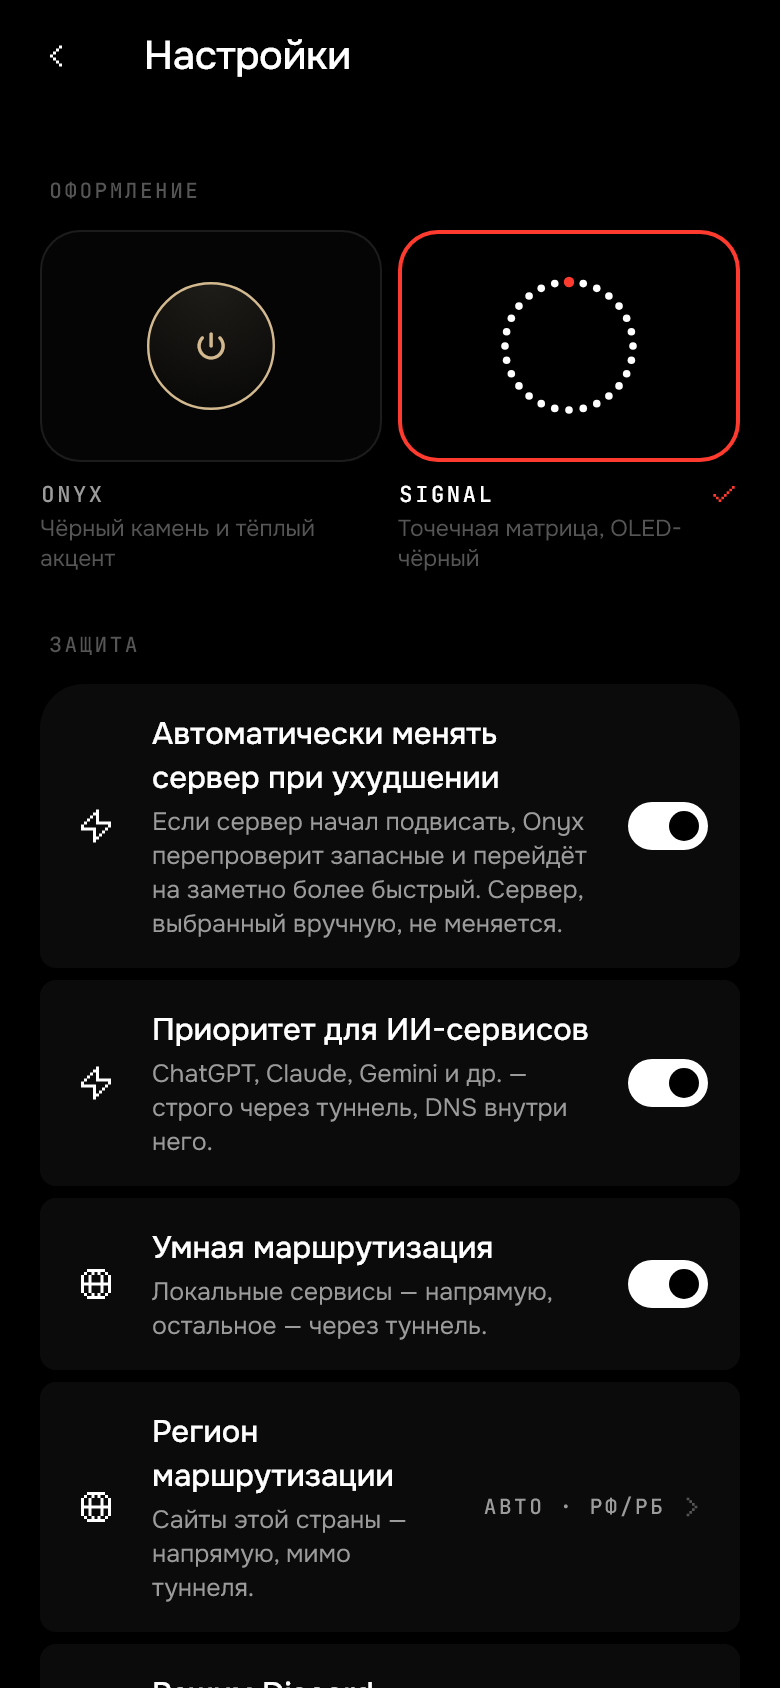 Настройки
ОФОРМЛЕНИЕ
ONYX
Чёрный камень и тёплый
акцент
SIGNAL
Точечная матрица, OLED-
чёрный
ЗАЩИТА
Автоматически менять
сервер при ухудшении
Если сервер начал подвисать, Onyx
перепроверит запасные и перейдёт
на заметно более быстрый. Сервер,
выбранный вручную, не меняется.
Приоритет для ИИ-сервисов
ChatGPT, Claude, Gemini и др. —
строго через туннель, DNS внутри
него.
Умная маршрутизация
Локальные сервисы — напрямую,
остальное — через туннель.
Регион
маршрутизации
Сайты этой страны —
напрямую, мимо
туннеля.
АВТО · РФ/РБ